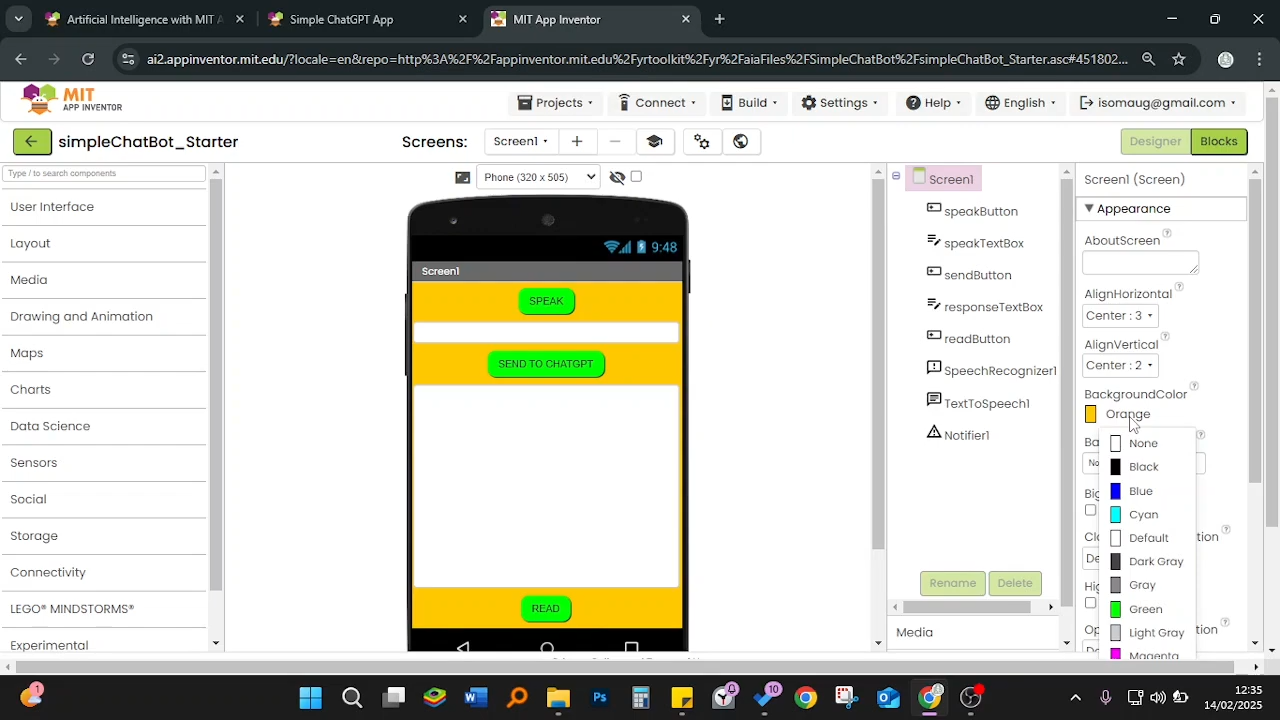 Artificial Intelligence with MIT A
Simple ChatGPT App
MIT App Inventor
ai2.appinventor.mit.edu/?locale=en&repo=http%3A%2F%2Fappinventor.mit.edu%2Fyrtoolkit%2Fyr%2FaiaFiles%2FSimpleChatBot%2FsimpleChatBot_Starter.asc#451802...
MIT
APP INVENTOR
Projects
Connect
Build
Settings
Help
English
isomaug@gmail.com
simpleChatBot_Starter
Screens:
Screen1
Designer
Blocks
Type / to search components
User Interface
Layout
Media
Drawing and Animation
Maps
Charts
Data Science
Sensors
Social
Storage
Connectivity
LEGO® MINDSTORMS®
Experimental
Phone (320 x 505)
9:48
Screen1
SPEAK
SEND TO CHATGPT
READ
Screen1
speakButton
speakTextBox
sendButton
responseTextBox
readButton
SpeechRecognizer1
TextToSpeech1
Notifier1
Rename
Delete
Media
Screen1 (Screen)
Appearance
AboutScreen
AlignHorizontal
Center : 3
AlignVertical
Center : 2
BackgroundColor
Orange
None
Black
Blue
Cyan
Default
Dark Gray
Gray
Green
Light Gray
Magenta
1
10
3
12:35
14/02/2025